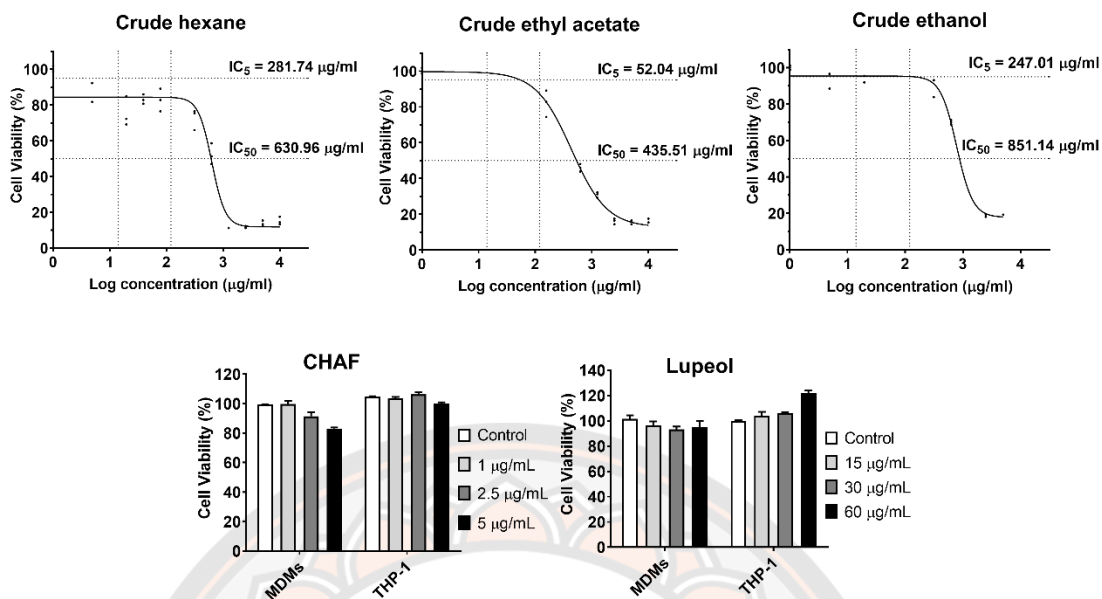 Crude hexane
Cell Viability (%)
100
80
60
40
20
0
IC5 = 281.74 μg/ml
IC50 = 630.96 μg/ml
0 1 2 3 4
Log concentration (μg/ml)
Crude ethyl acetate
Cell Viability (%)
100
80
60
40
20
0
IC5 = 52.04 μg/ml
IC50 = 435.51 μg/ml
0 1 2 3 4
Log concentration (μg/ml)
Crude ethanol
Cell Viability (%)
100
80
60
40
20
0
IC5 = 247.01 μg/ml
IC50 = 851.14 μg/ml
0 1 2 3 4
Log concentration (μg/ml)
CHAF
Cell Viability (%)
120
100
80
60
40
20
0
MDMs
THP-1
Control
1 μg/mL
2.5 μg/mL
5 μg/mL
Lupeol
Cell Viability (%)
140
120
100
80
60
40
20
0
MDMs
THP-1
Control
15 μg/mL
30 μg/mL
60 μg/mL